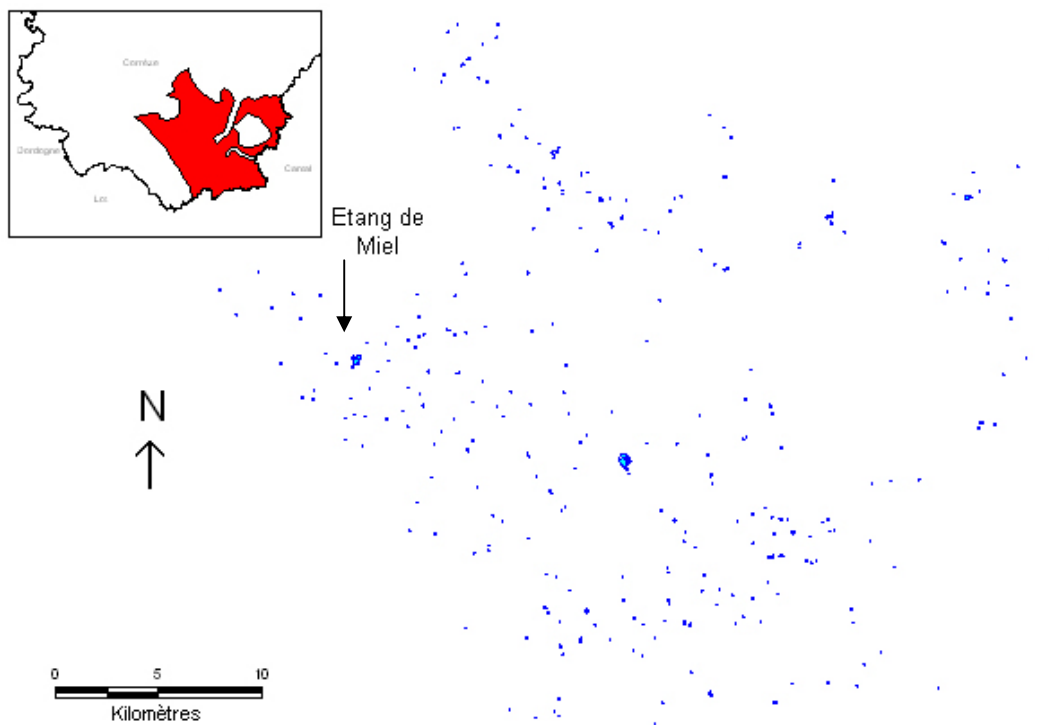 Corrèze
Dordogne
Cantal
Lot
Etang de
Miel
N
0 5 10
Kilomètres